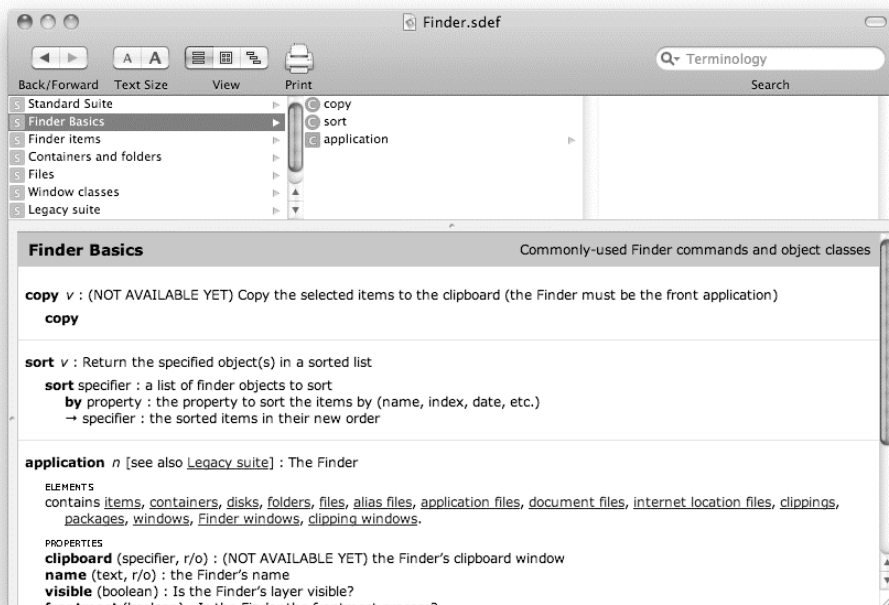 Finder.sdef
A A
Back/Forward Text Size View Print Search
Terminology
S Standard Suite
S Finder Basics
S Finder items
S Containers and folders
S Files
S Window classes
S Legacy suite
C copy
C sort
C application
Finder Basics Commonly-used Finder commands and object classes
copy v : (NOT AVAILABLE YET) Copy the selected items to the clipboard (the Finder must be the front application)
copy
sort v : Return the specified object(s) in a sorted list
sort specifier : a list of finder objects to sort
by property : the property to sort the items by (name, index, date, etc.)
→ specifier : the sorted items in their new order
application n [see also Legacy suite] : The Finder
ELEMENTS
contains items, containers, disks, folders, files, alias files, application files, document files, internet location files, clippings,
packages, windows, Finder windows, clipping windows.
PROPERTIES
clipboard (specifier, r/o) : (NOT AVAILABLE YET) the Finder's clipboard window
name (text, r/o) : the Finder's name
visible (boolean) : Is the Finder's layer visible?